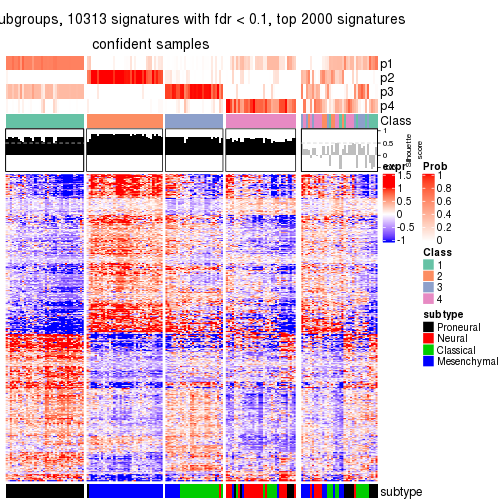 ubgroups, 10313 signatures with fdr < 0.1, top 2000 signatures
confident samples
p1
p2
p3
p4
Class
1
0.5
0
Silhouette
score
expr
1.5
1
0.5
0
-0.5
-1
Prob
1
0.8
0.6
0.4
0.2
0
Class
1
2
3
4
subtype
Proneural
Neural
Classical
Mesenchymal
subtype